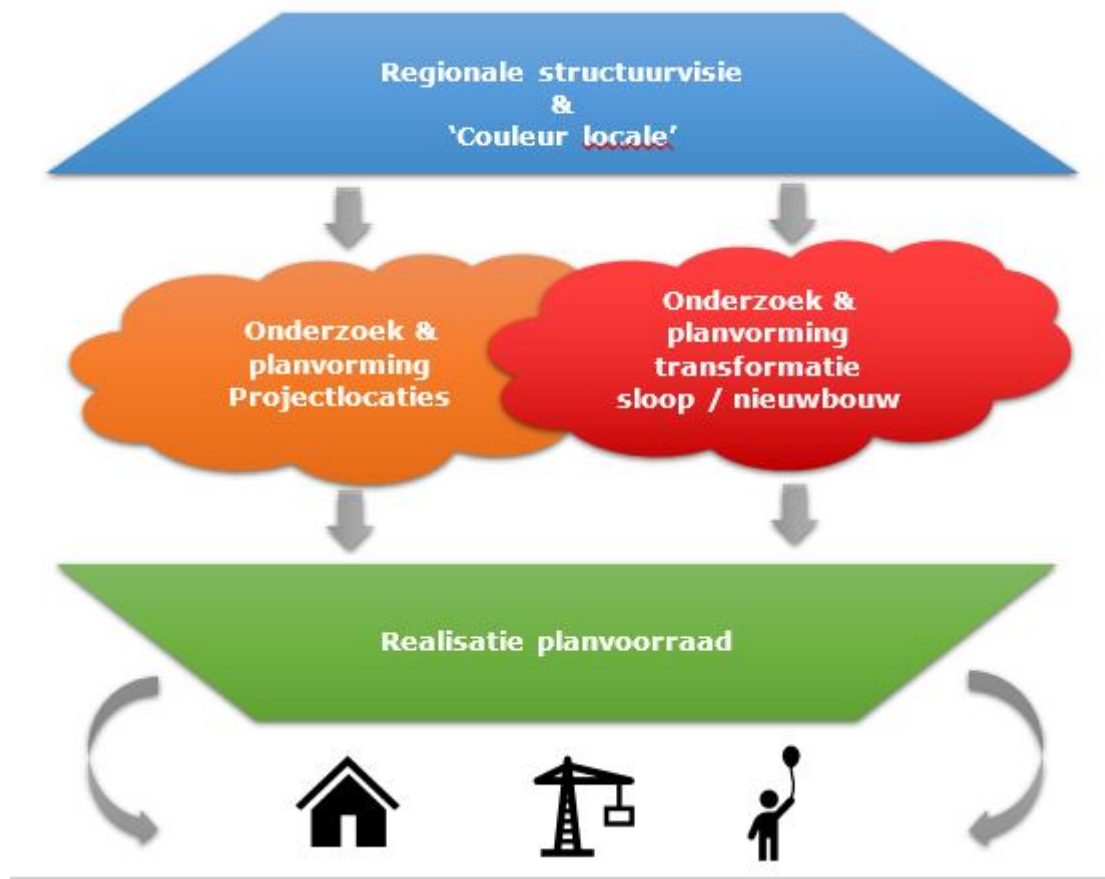 Regionale structuurvisie
&
‘Couleur locale’
Onderzoek &
planvorming
Projectlocaties
Onderzoek &
planvorming
transformatie
sloop / nieuwbouw
Realisatie planvoorraad